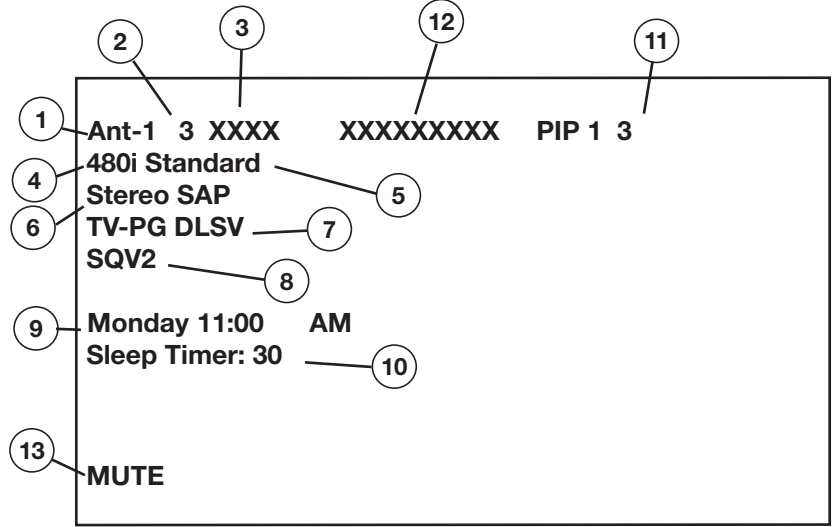 2 3 12 11
1 Ant-1 3 XXXX XXXXXXXXX PIP 1 3
4 480i Standard 5
6 Stereo SAP
TV-PG DLSV 7
SQV2 8
9 Monday 11:00 AM
Sleep Timer: 30 10
13 MUTE